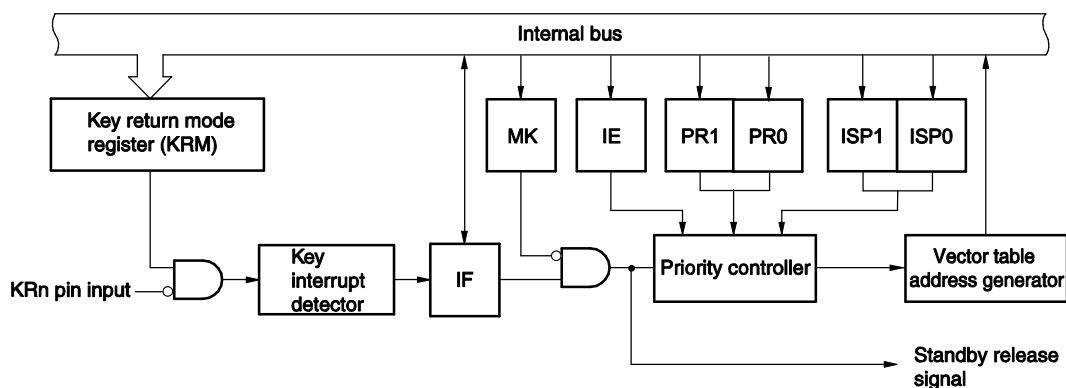 Internal bus
Key return mode
register (KRM)
MK
IE
PR1
PR0
ISP1
ISP0
KRn pin input
Key
interrupt
detector
IF
Priority controller
Vector table
address generator
Standby release
signal